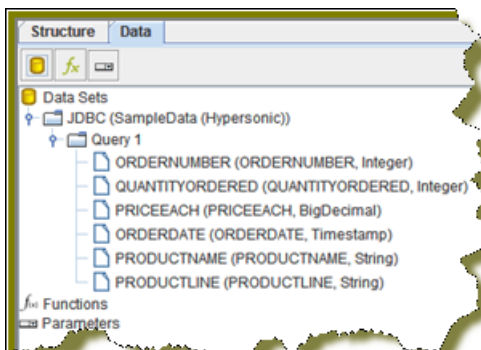 Structure Data
fx
Data Sets
JDBC (SampleData (Hypersonic))
Query 1
ORDERNUMBER (ORDERNUMBER, Integer)
QUANTITYORDERED (QUANTITYORDERED, Integer)
PRICEEACH (PRICEEACH, BigDecimal)
ORDERDATE (ORDERDATE, Timestamp)
PRODUCTNAME (PRODUCTNAME, String)
PRODUCTLINE (PRODUCTLINE, String)
Functions
Parameters